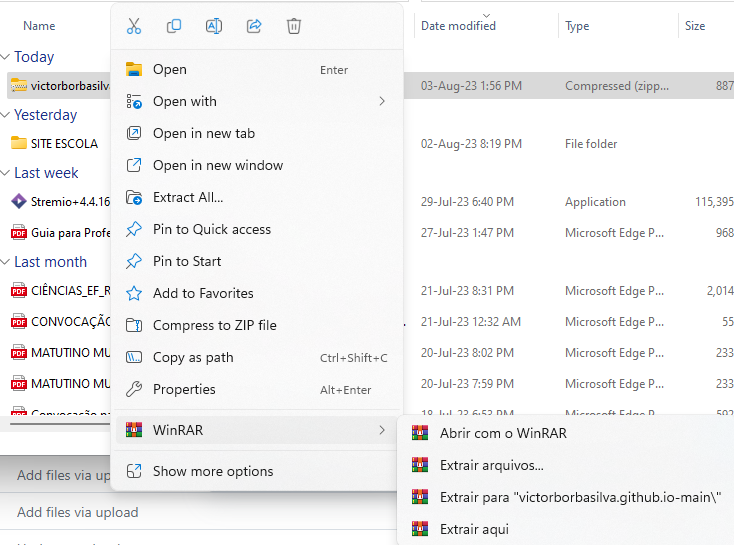 Name
Date modified
Type
Size
Today
victorborbasilva
03-Aug-23 1:56 PM
Compressed (zipp...
887
Yesterday
SITE ESCOLA
02-Aug-23 8:19 PM
File folder
Last week
Stremio+4.4.16
29-Jul-23 6:40 PM
Application
115,395
Guia para Profe
27-Jul-23 1:47 PM
Microsoft Edge P...
968
Last month
CIÊNCIAS_EF_R
21-Jul-23 8:31 PM
Microsoft Edge P...
2,014
CONVOCAÇÃO
21-Jul-23 12:32 AM
Microsoft Edge P...
55
MATUTINO MU
20-Jul-23 8:02 PM
Microsoft Edge P...
233
MATUTINO MU
20-Jul-23 7:59 PM
Microsoft Edge P...
233
Convocação na
18-Jul-23 6:53 PM
Microsoft Edge P...
592
Open Enter
Open with
Open in new tab
Open in new window
Extract All...
Pin to Quick access
Pin to Start
Add to Favorites
Compress to ZIP file
Copy as path Ctrl+Shift+C
Properties Alt+Enter
WinRAR
Show more options
Abrir com o WinRAR
Extrair arquivos...
Extrair para "victorborbasilva.github.io-main\"
Extrair aqui
Add files via up
Add files via upload